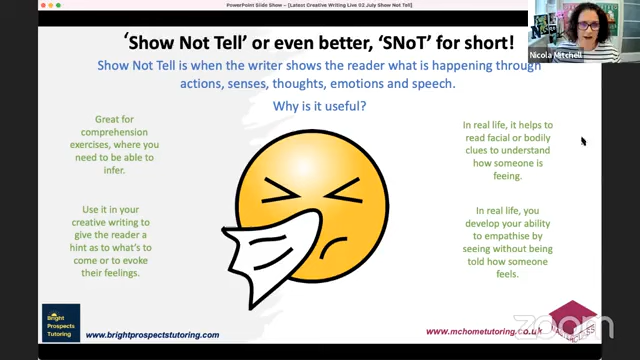 PowerPoint Slide Show - [Latest Creative Writing Live 02 July Show Not Tell]
Nicola Mitchell
'Show Not Tell' or even better, 'SNoT' for short!
Show Not Tell is when the writer shows the reader what is happening through
actions, senses, thoughts, emotions and speech.
Why is it useful?
Great for
comprehension
exercises, where you
need to be able to
infer.
Use it in your
creative writing to
give the reader a
hint as to what's to
come or to evoke
their feelings.
In real life, it helps to
read facial or bodily
clues to understand
how someone is
feeing.
In real life, you
develop your ability
to empathise by
seeing without being
told how someone
feels.
Bright
Prospects
Tutoring
www.brightprospectstutoring.com
www.mchometutoring.co.uk
zoom